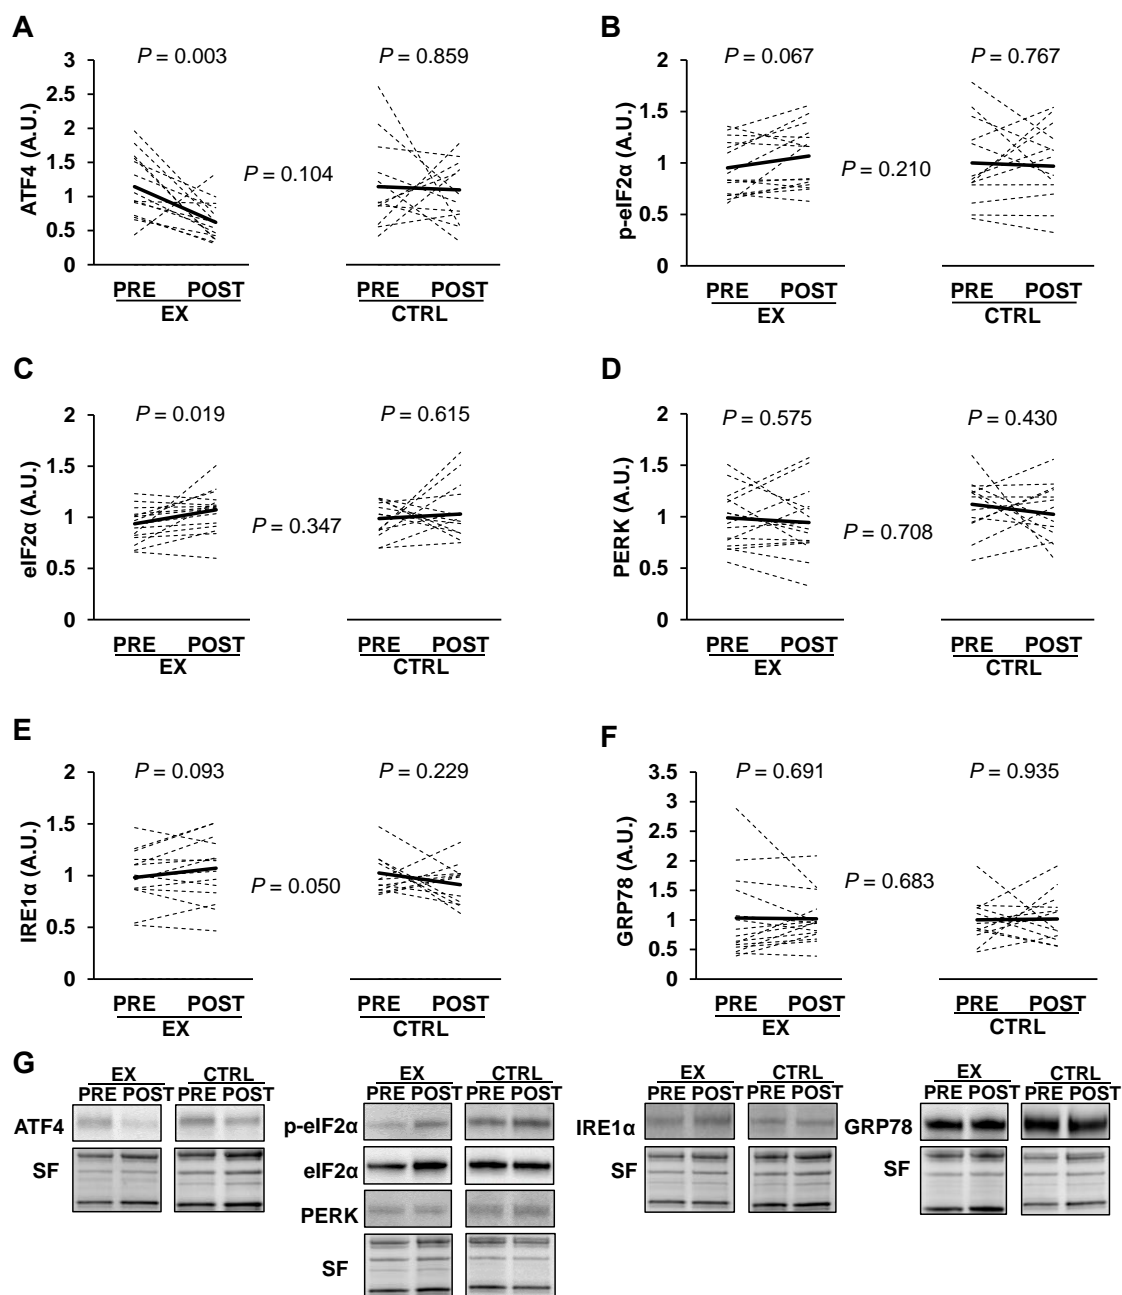 A
B
P = 0.003
P = 0.859
P = 0.067
P = 0.767
ATF4 (A.U.)
3
2.5
2
1.5
1
0.5
0
P = 0.104
p-eIF2α (A.U.)
2
1.5
1
0.5
0
P = 0.210
PRE POST
PRE POST
PRE POST
PRE POST
EX
CTRL
EX
CTRL
C
D
P = 0.019
P = 0.615
P = 0.575
P = 0.430
eIF2α (A.U.)
2
1.5
1
0.5
0
P = 0.347
PERK (A.U.)
2
1.5
1
0.5
0
P = 0.708
PRE POST
PRE POST
PRE POST
PRE POST
EX
CTRL
EX
CTRL
E
F
P = 0.093
P = 0.229
P = 0.691
P = 0.935
IRE1α (A.U.)
2
1.5
1
0.5
0
P = 0.050
GRP78 (A.U.)
3.5
3
2.5
2
1.5
1
0.5
0
P = 0.683
PRE POST
PRE POST
PRE POST
PRE POST
EX
CTRL
EX
CTRL
G
EX CTRL
PRE POST PRE POST
ATF4
SF
EX CTRL
PRE POST PRE POST
p-eIF2α
eIF2α
PERK
SF
EX CTRL
PRE POST PRE POST
IRE1α
SF
EX CTRL
PRE POST PRE POST
GRP78
SF